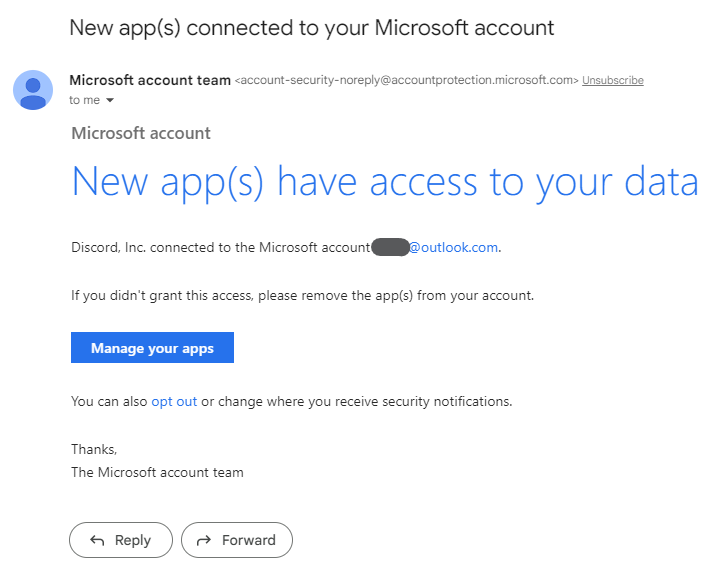 New app(s) connected to your Microsoft account
Microsoft account team <account-security-noreply@accountprotection.microsoft.com> Unsubscribe
to me
Microsoft account
New app(s) have access to your data
Discord, Inc. connected to the Microsoft account @outlook.com.
If you didn't grant this access, please remove the app(s) from your account.
Manage your apps
You can also opt out or change where you receive security notifications.
Thanks,
The Microsoft account team
Reply
Forward